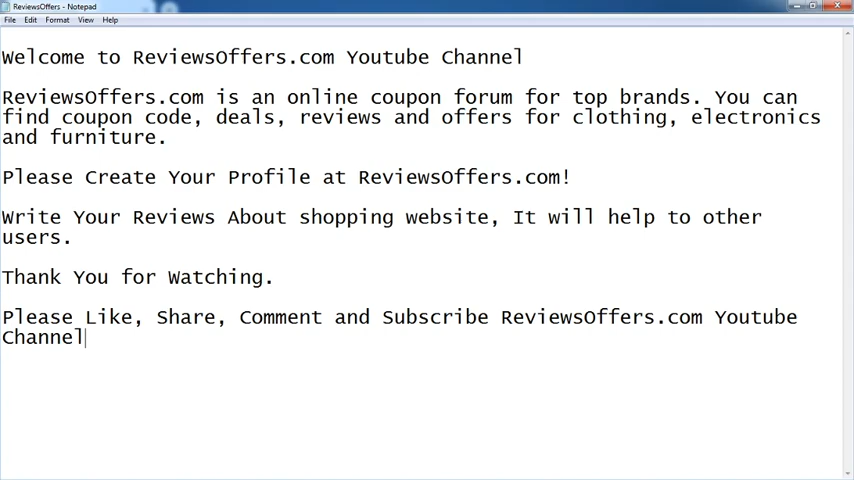 ReviewsOffers - Notepad
File Edit Format View Help
Welcome to ReviewsOffers.com Youtube Channel
ReviewsOffers.com is an online coupon forum for top brands. You can
find coupon code, deals, reviews and offers for clothing, electronics
and furniture.
Please Create Your Profile at ReviewsOffers.com!
Write Your Reviews About shopping website, It will help to other
users.
Thank You for Watching.
Please Like, Share, Comment and Subscribe ReviewsOffers.com Youtube
Channel